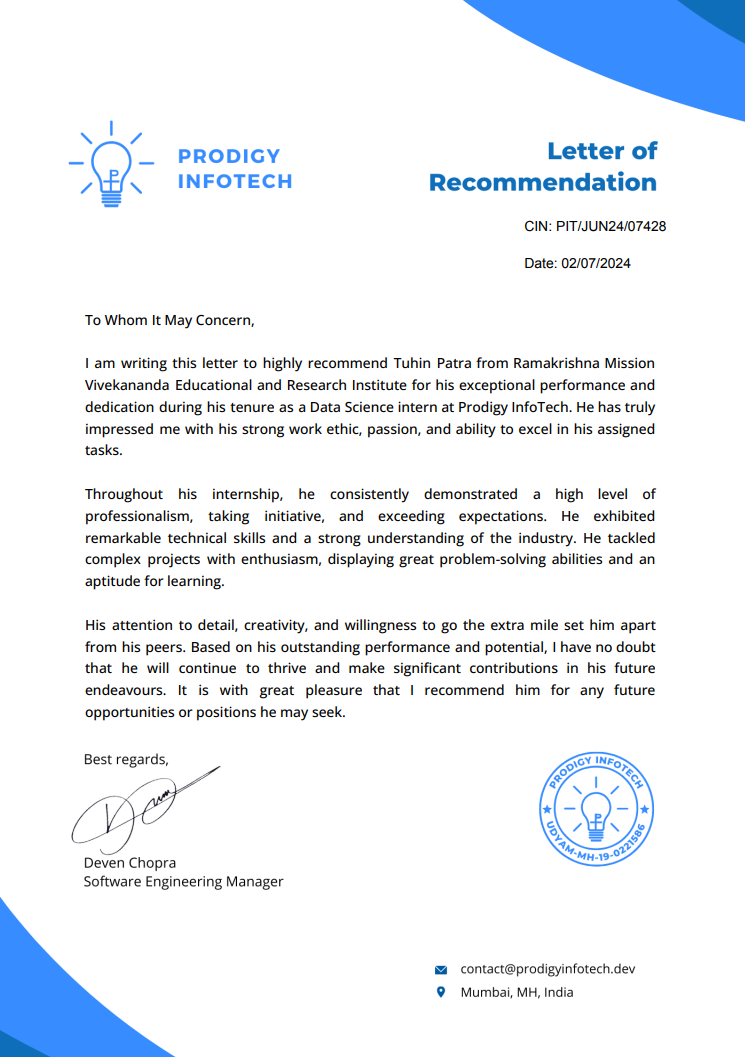 PRODIGY
INFOTECH
Letter of
Recommendation
CIN: PIT/JUN24/07428
Date: 02/07/2024
To Whom It May Concern,
I am writing this letter to highly recommend Tuhin Patra from Ramakrishna Mission
Vivekananda Educational and Research Institute for his exceptional performance and
dedication during his tenure as a Data Science intern at Prodigy InfoTech. He has truly
impressed me with his strong work ethic, passion, and ability to excel in his assigned
tasks.
Throughout his internship, he consistently demonstrated a high level of
professionalism, taking initiative, and exceeding expectations. He exhibited
remarkable technical skills and a strong understanding of the industry. He tackled
complex projects with enthusiasm, displaying great problem-solving abilities and an
aptitude for learning.
His attention to detail, creativity, and willingness to go the extra mile set him apart
from his peers. Based on his outstanding performance and potential, I have no doubt
that he will continue to thrive and make significant contributions in his future
endeavours. It is with great pleasure that I recommend him for any future
opportunities or positions he may seek.
Best regards,
Deven Chopra
Software Engineering Manager
PRODIGY INFOTECH
UDYAM-MH-19-0221586
contact@prodigyinfotech.dev
Mumbai, MH, India